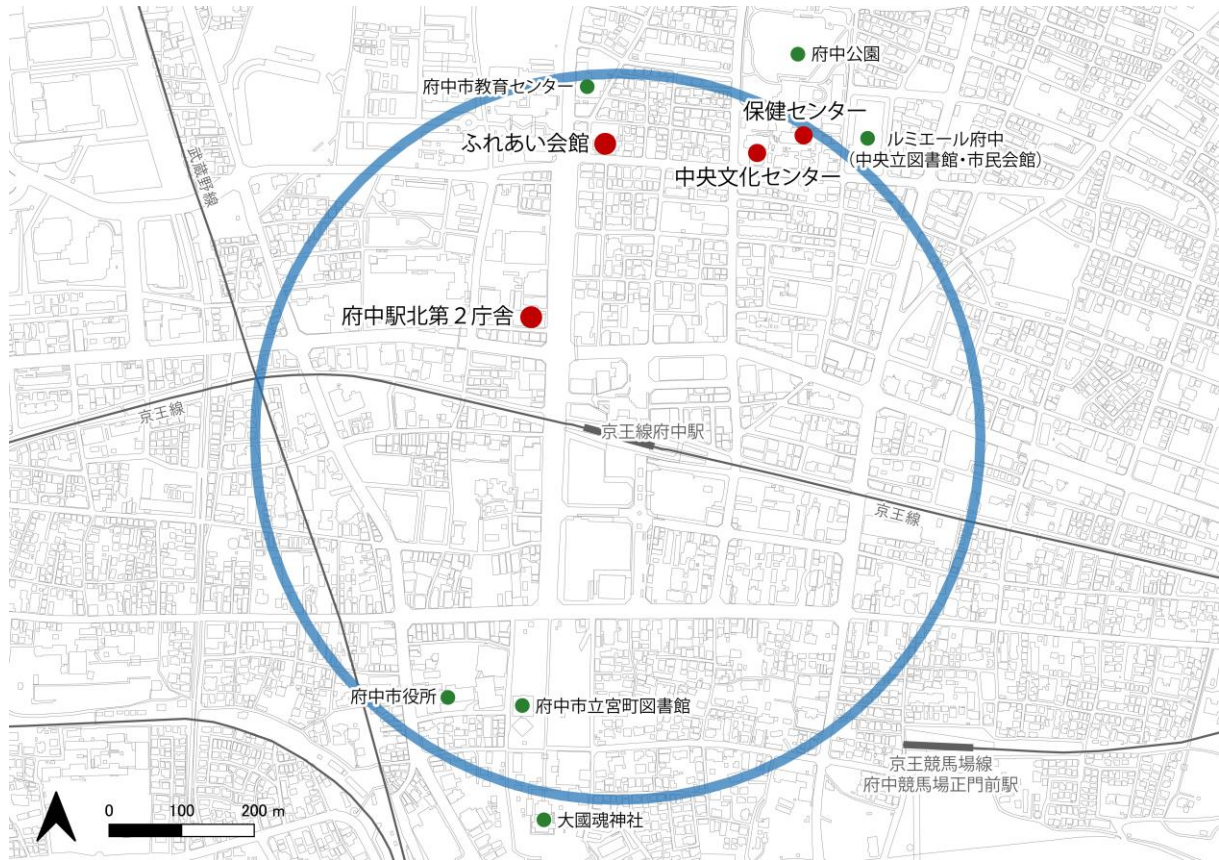 府中公園
府中市教育センター
保健センター
ふれあい会館
ルミエール府中
（中央立図書館・市民会館）
中央文化センター
武蔵野線
府中駅北第２庁舎
京王線
京王線府中駅
京王線
府中市役所
府中市立宮町図書館
京王競馬場線
府中競馬場正門前駅
0 100 200 m
大國魂神社